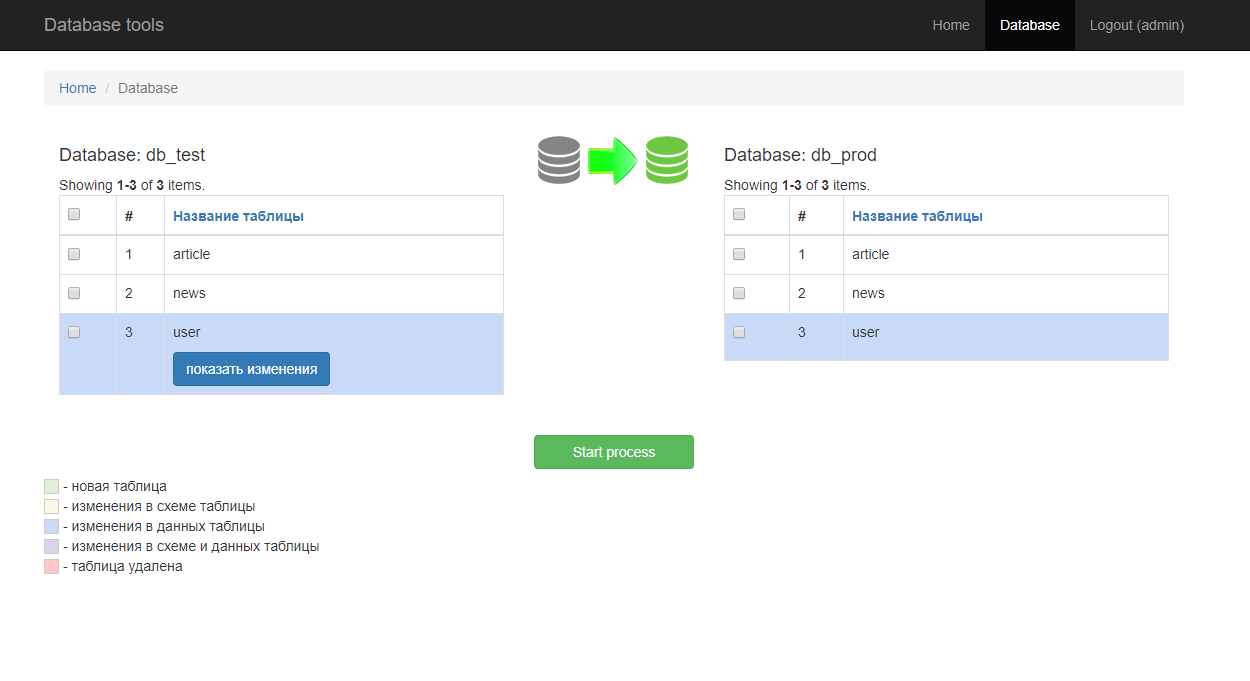 Database tools Home Database Logout (admin)
Home / Database
Database: db_test
Showing 1-3 of 3 items.
# Название таблицы
1 article
2 news
3 user
показать изменения
Database: db_prod
Showing 1-3 of 3 items.
# Название таблицы
1 article
2 news
3 user
Start process
- новая таблица
- изменения в схеме таблицы
- изменения в данных таблицы
- изменения в схеме и данных таблицы
- таблица удалена